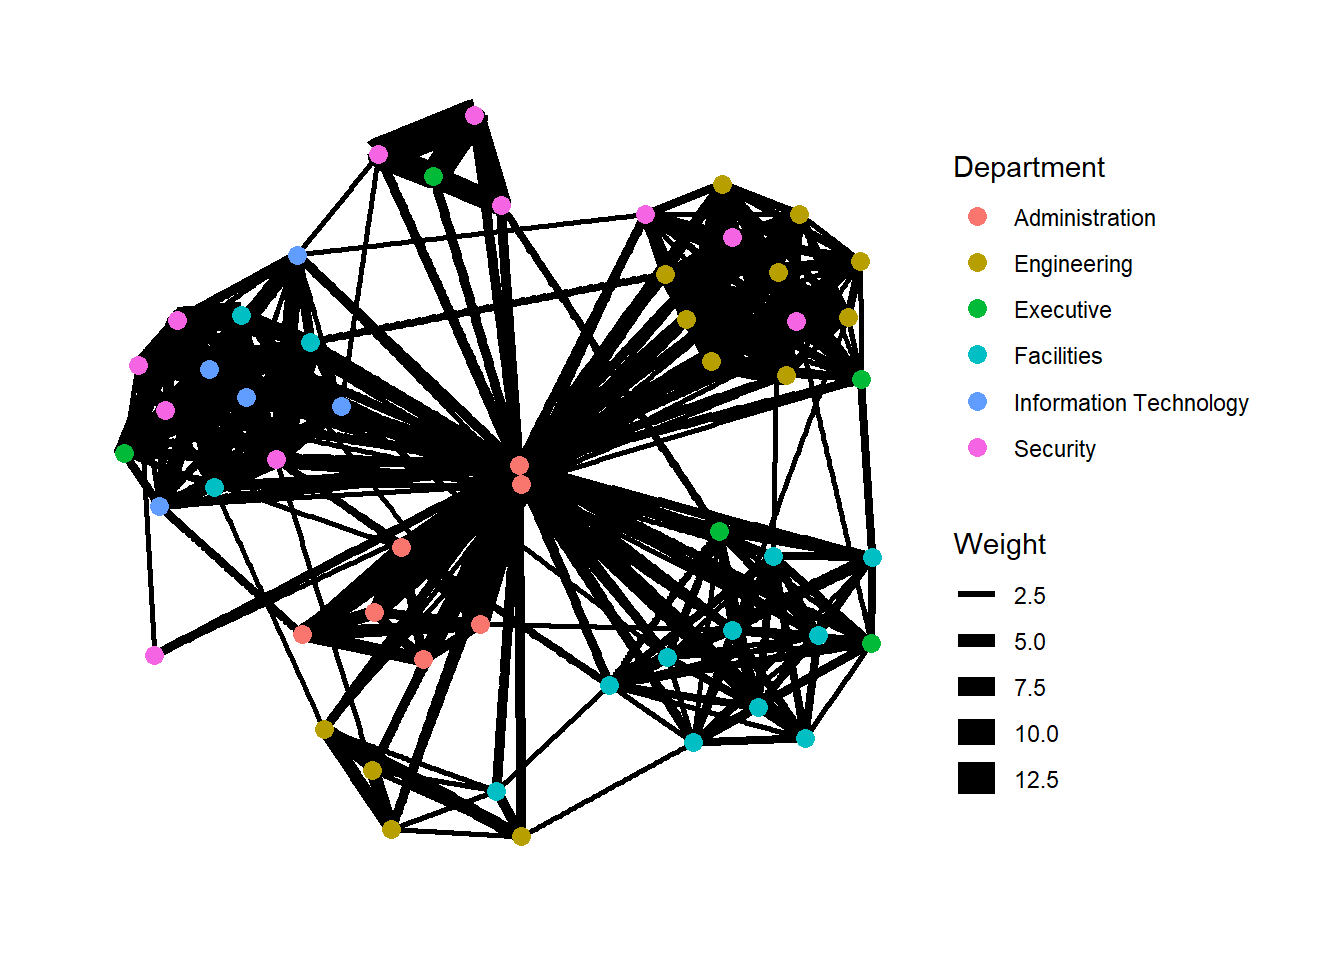 Department
Administration
Engineering
Executive
Facilities
Information Technology
Security
Weight
2.5
5.0
7.5
10.0
12.5